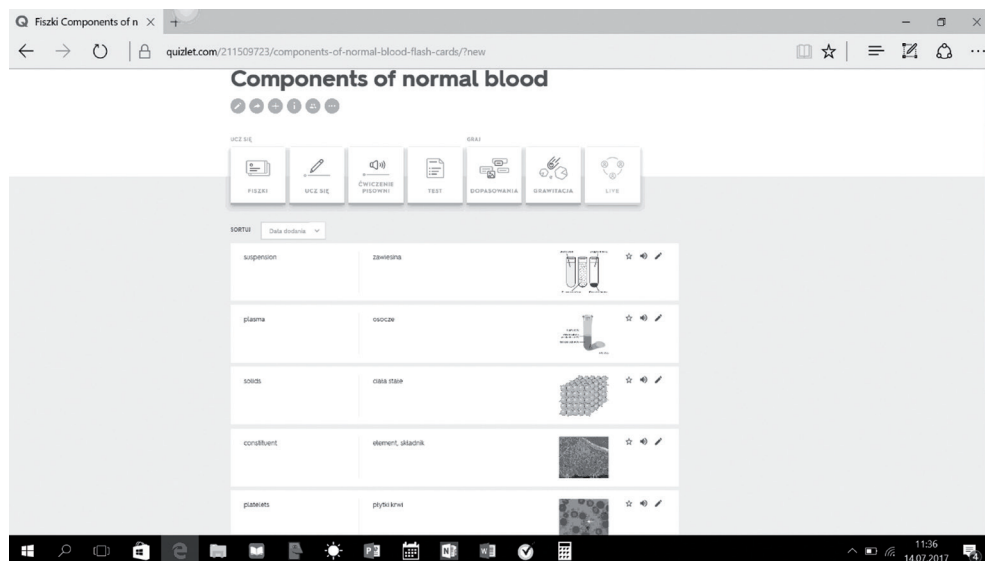 Fiszki Components of n
quizlet.com/211509723/components-of-normal-blood-flash-cards/?new
Components of normal blood
UCZ SIĘ
GRAJ
FISZKI
UCZ SIĘ
ĆWICZENIE
PISOWNI
TEST
DOPASOWANIA
GRAWITACJA
LIVE
SORTUJ
Data dodania
suspension
zawiesina
plasma
osocze
solids
ciała stałe
constituent
element, składnik
platelets
płytki krwi
11:36
14.07.2017